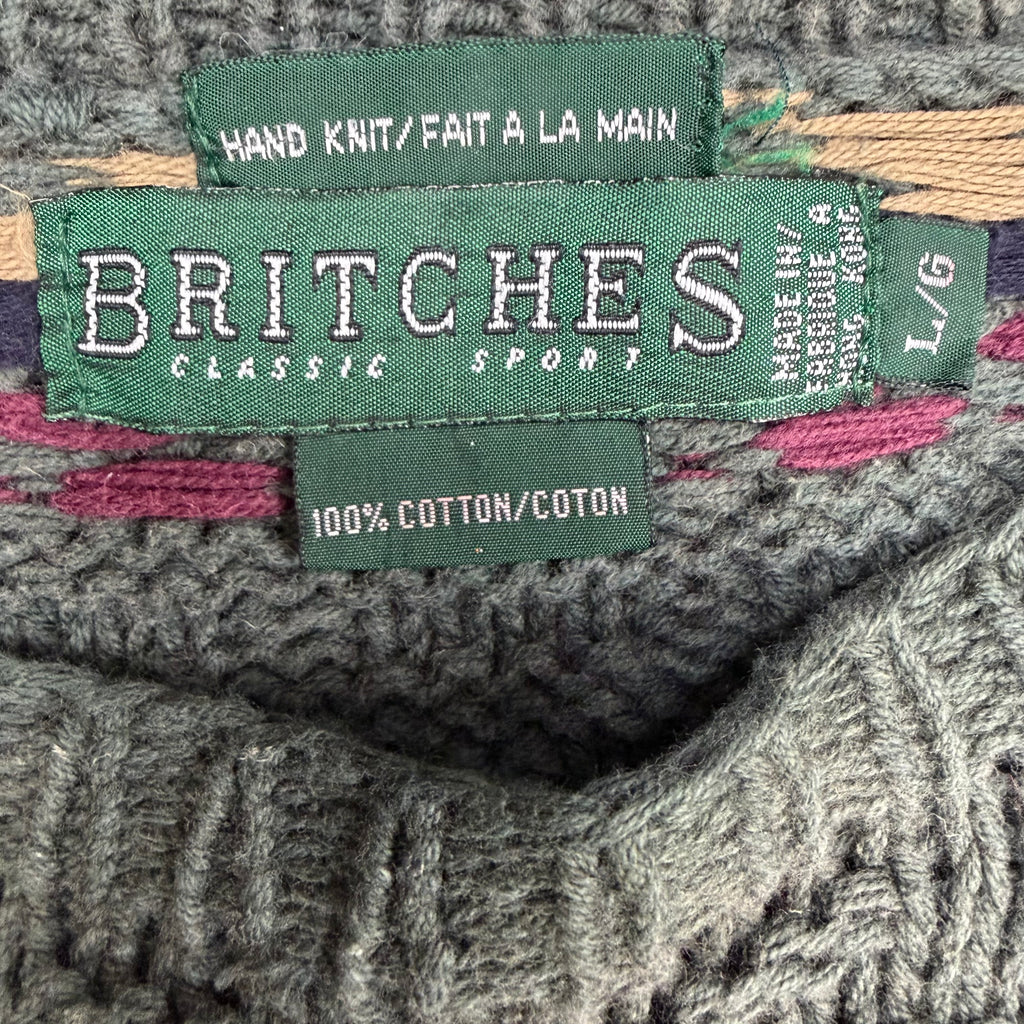 HAND KNIT/FAIT A LA MAIN
BRITCHES
CLASSIC SPORT
MADE IN/
FABRIQUE A
HONG KONG
L/G
100% COTTON/COTON